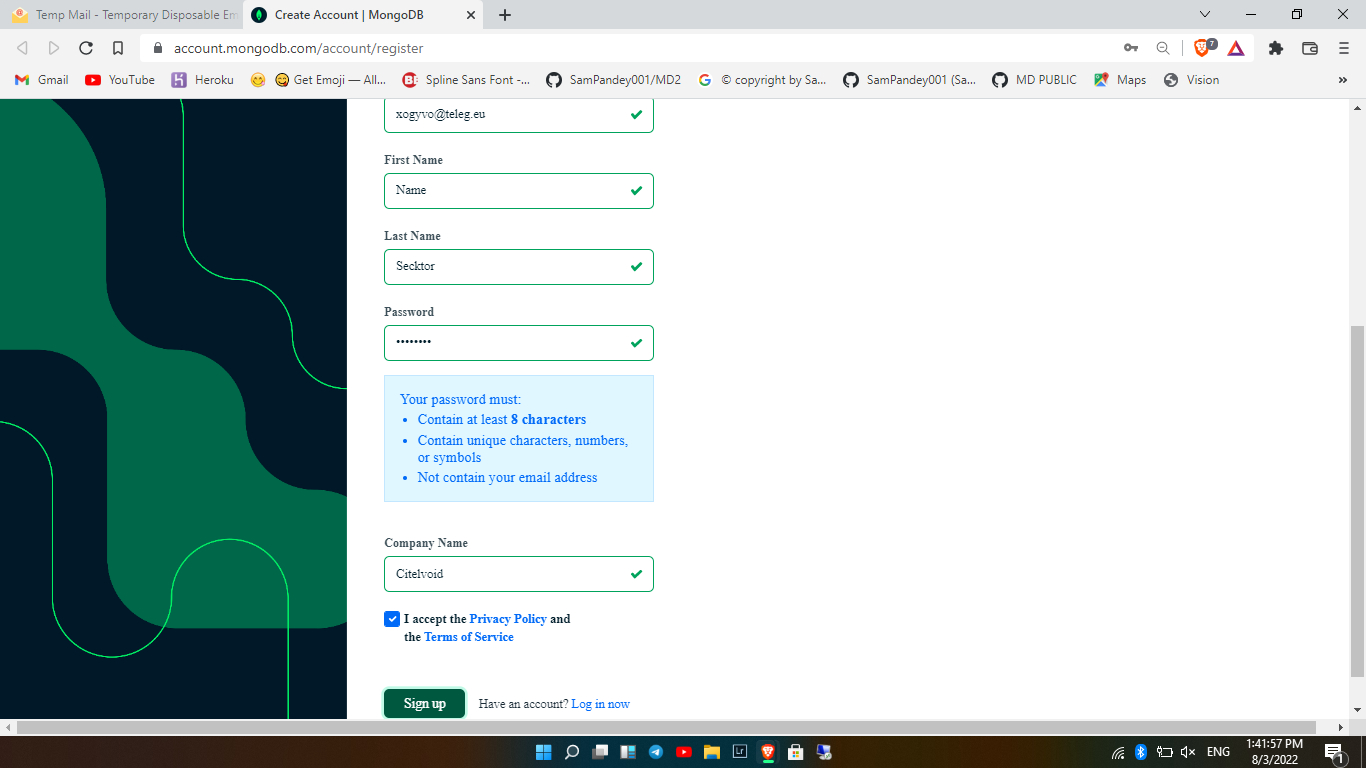 Temp Mail - Temporary Disposable Em
Create Account | MongoDB
account.mongodb.com/account/register
7
Gmail
YouTube
Heroku
Get Emoji — All...
Spline Sans Font -...
SamPandey001/MD2
© copyright by Sa...
SamPandey001 (Sa...
MD PUBLIC
Maps
Vision
»
xogyvo@teleg.eu
First Name
Name
Last Name
Secktor
Password
••••••••
Your password must:
• Contain at least 8 characters
• Contain unique characters, numbers,
or symbols
• Not contain your email address
Company Name
Citelvoid
I accept the Privacy Policy and
the Terms of Service
Sign up
Have an account? Log in now
Lr
ENG
1:41:57 PM
8/3/2022
1